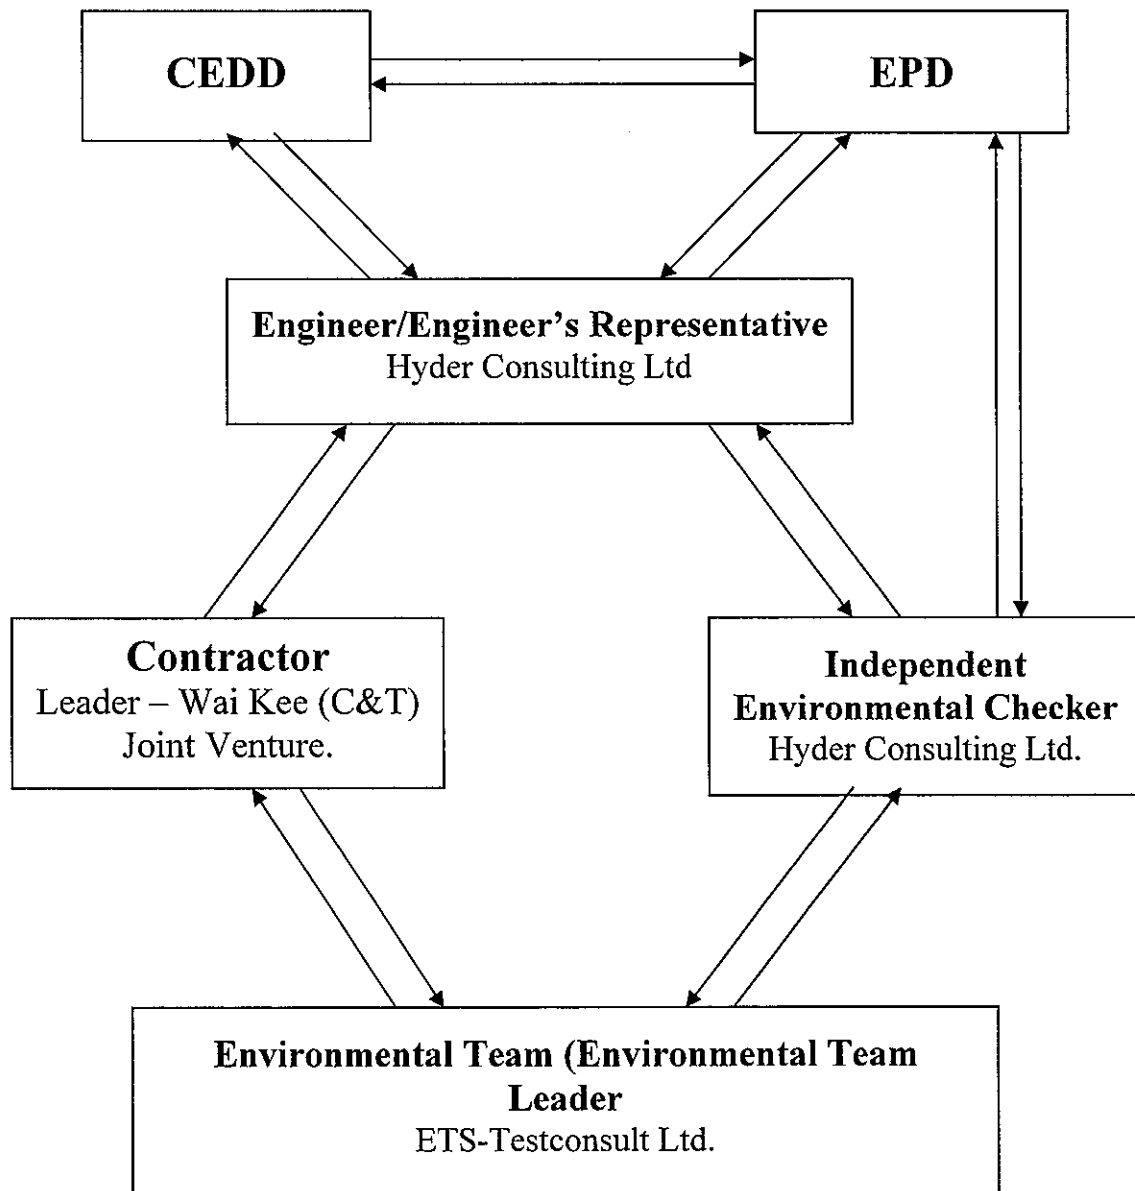 CEDD
EPD
Engineer/Engineer’s Representative
Hyder Consulting Ltd
Contractor
Leader – Wai Kee (C&T)
Joint Venture.
Independent
Environmental Checker
Hyder Consulting Ltd.
Environmental Team (Environmental Team
Leader
ETS-Testconsult Ltd.